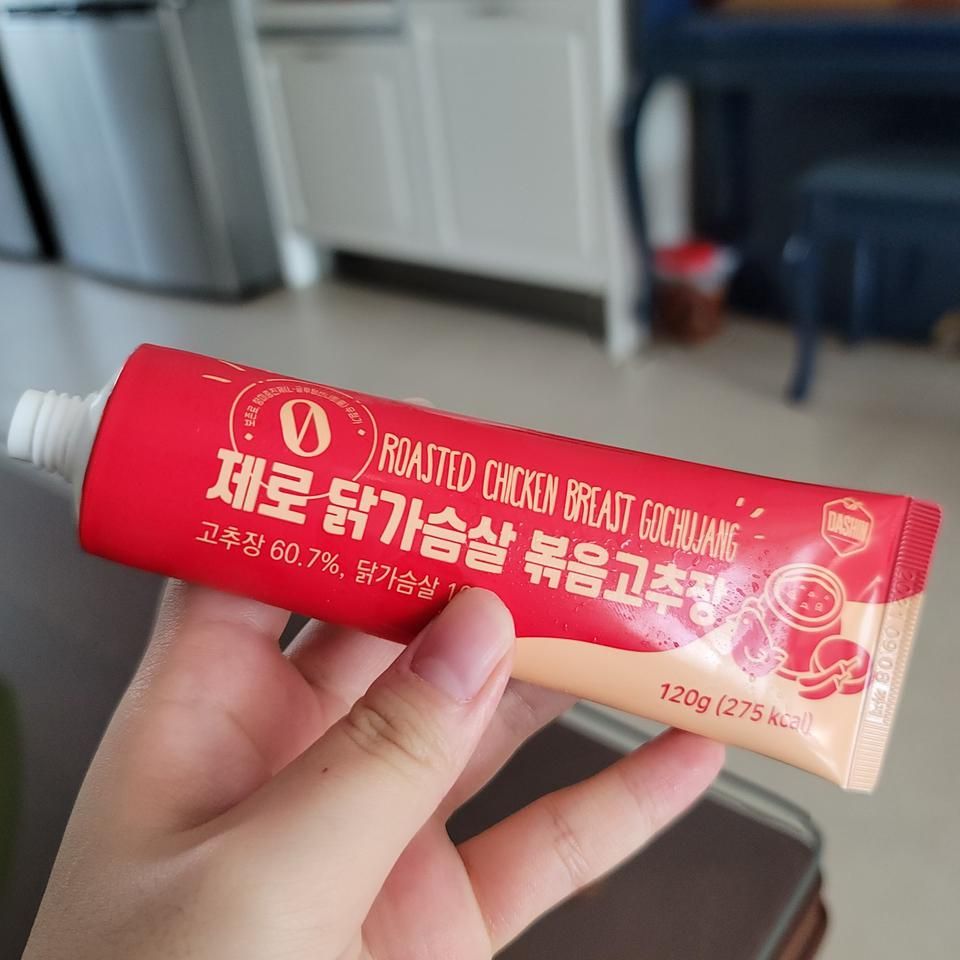 0
ROASTED CHICKEN BREAST GOCHUJANG
제로 닭가슴살 볶음고추장
고추장 60.7%, 닭가슴살
DASHIN
120g (275 kcal)